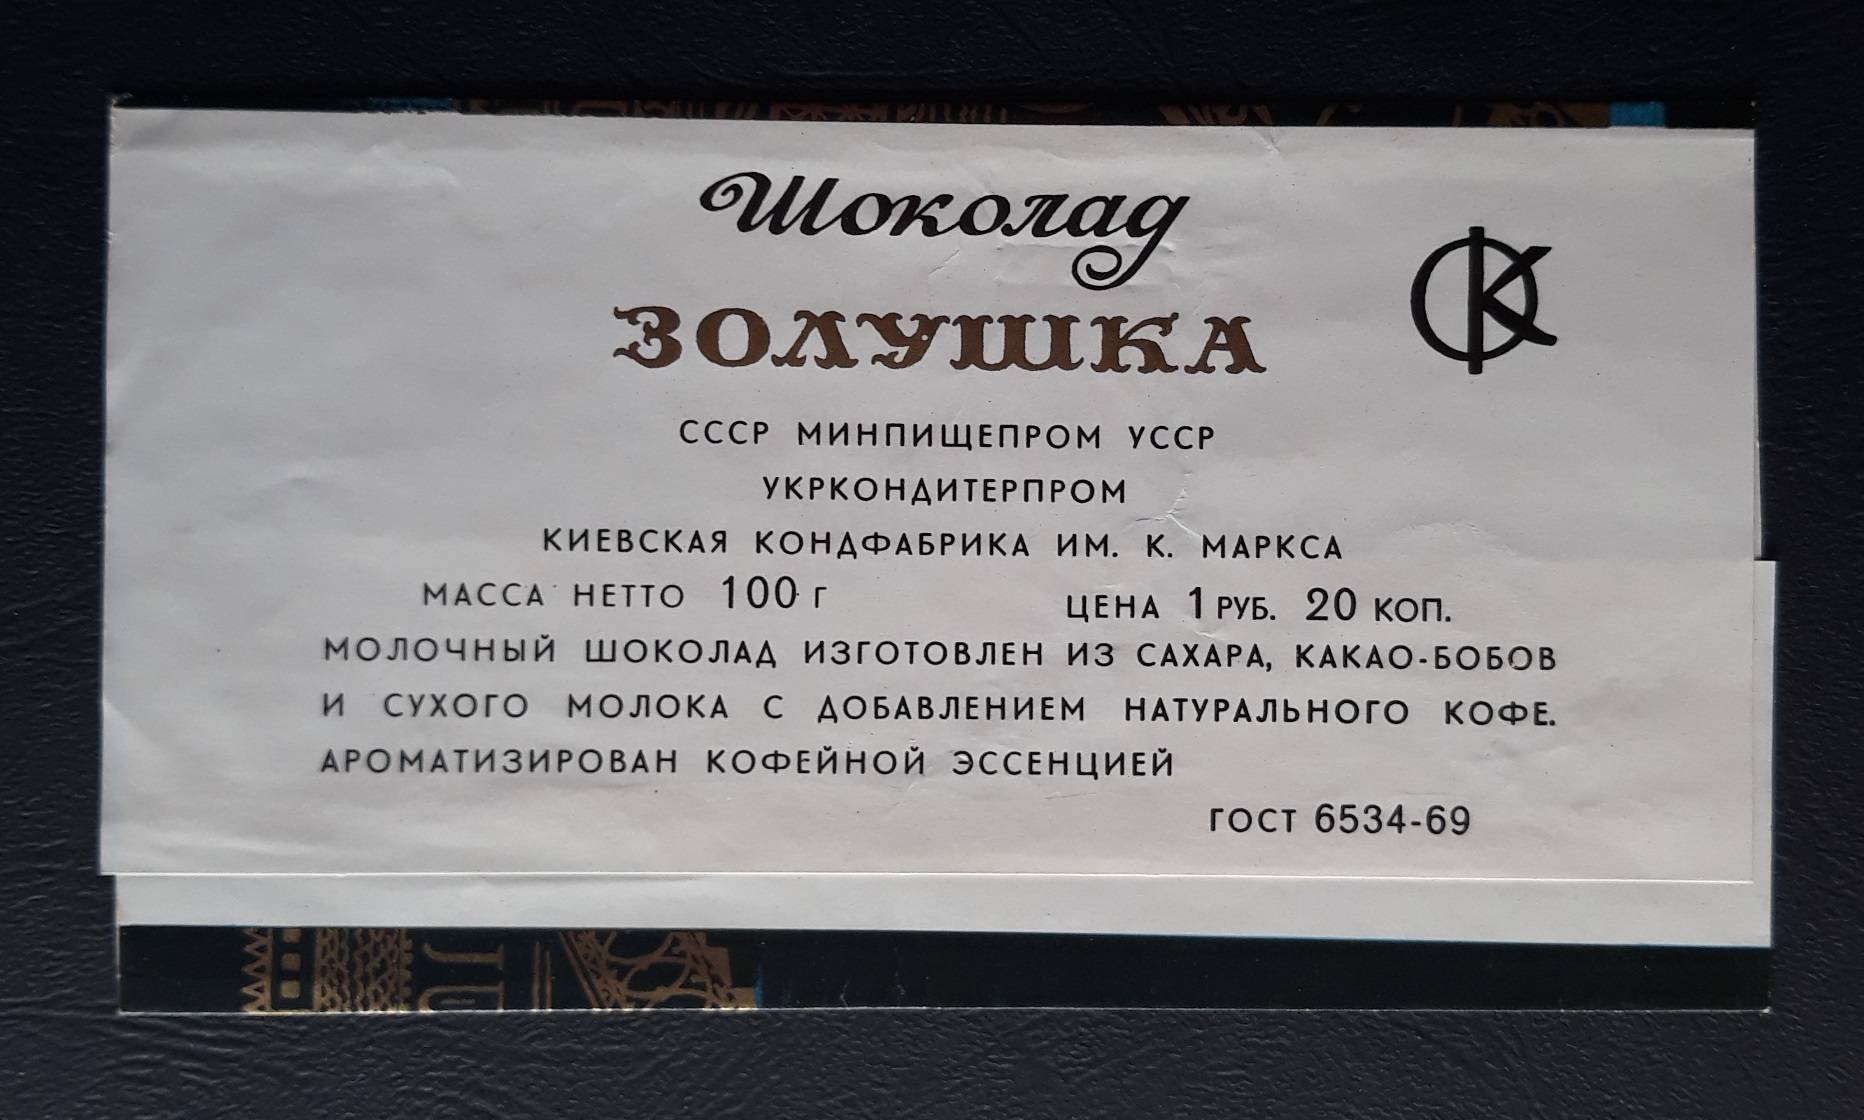 Шоколад
ЗОЛУШКА
К
СССР МИНПИЩЕПРОМ УССР
УКРКОНДИТЕРПРОМ
КИЕВСКАЯ КОНДФАБРИКА ИМ. К. МАРКСА
МАССА НЕТТО 100 г ЦЕНА 1 РУБ. 20 КОП.
МОЛОЧНЫЙ ШОКОЛАД ИЗГОТОВЛЕН ИЗ САХАРА, КАКАО-БОБОВ
И СУХОГО МОЛОКА С ДОБАВЛЕНИЕМ НАТУРАЛЬНОГО КОФЕ.
АРОМАТИЗИРОВАН КОФЕЙНОЙ ЭССЕНЦИЕЙ
ГОСТ 6534-69